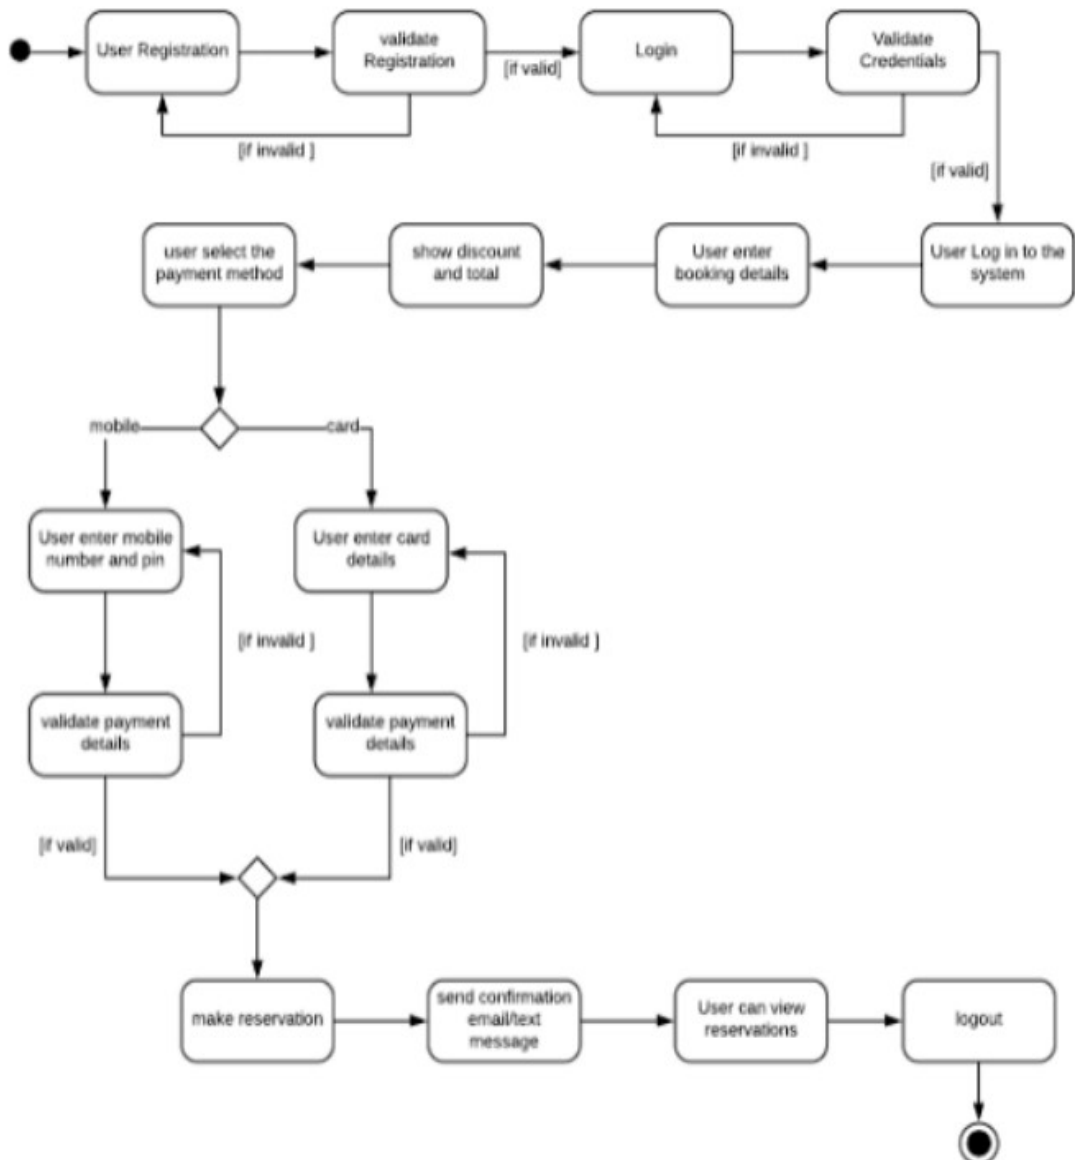 User Registration
validate
Registration
[if valid]
Login
Validate
Credentials
[if invalid ]
[if invalid ]
[if valid]
user select the
payment method
show discount
and total
User enter
booking details
User Log in to the
system
mobile
card
User enter mobile
number and pin
User enter card
details
[if invalid ]
[if invalid ]
validate payment
details
validate payment
details
[if valid]
[if valid]
make reservation
send confirmation
email/text
message
User can view
reservations
logout